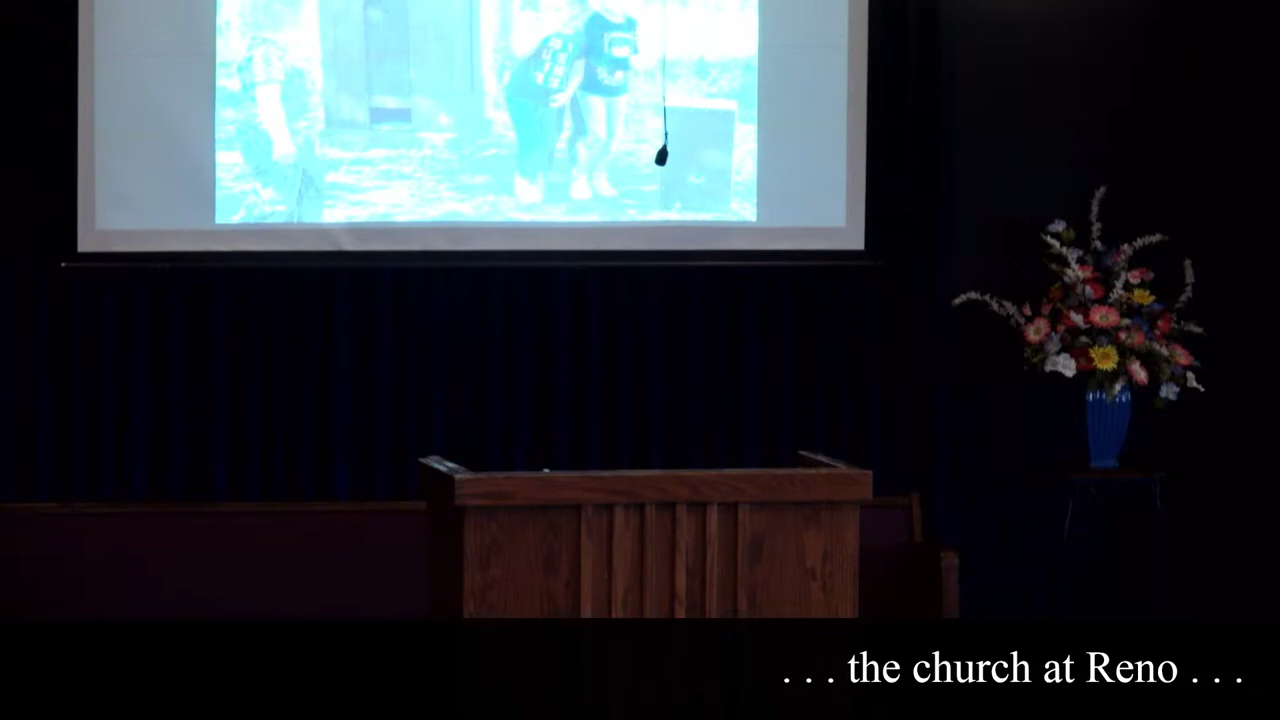 . . . the church at Reno . . .